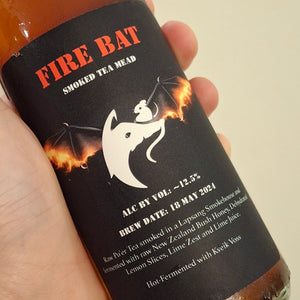 FIRE BAT
SMOKED TEA MEAD
ALC BY VOL: ~12.5%
BREW DATE: 18 MAY 2024
Raw Pu'er Tea smoked in a Lapsang Smokehouse and
fermented with raw New Zealand Bush Honey, Dehydrated
Lemon Slices, Lime Zest and Lime Juice.
Hot Fermented with Kveik Voss